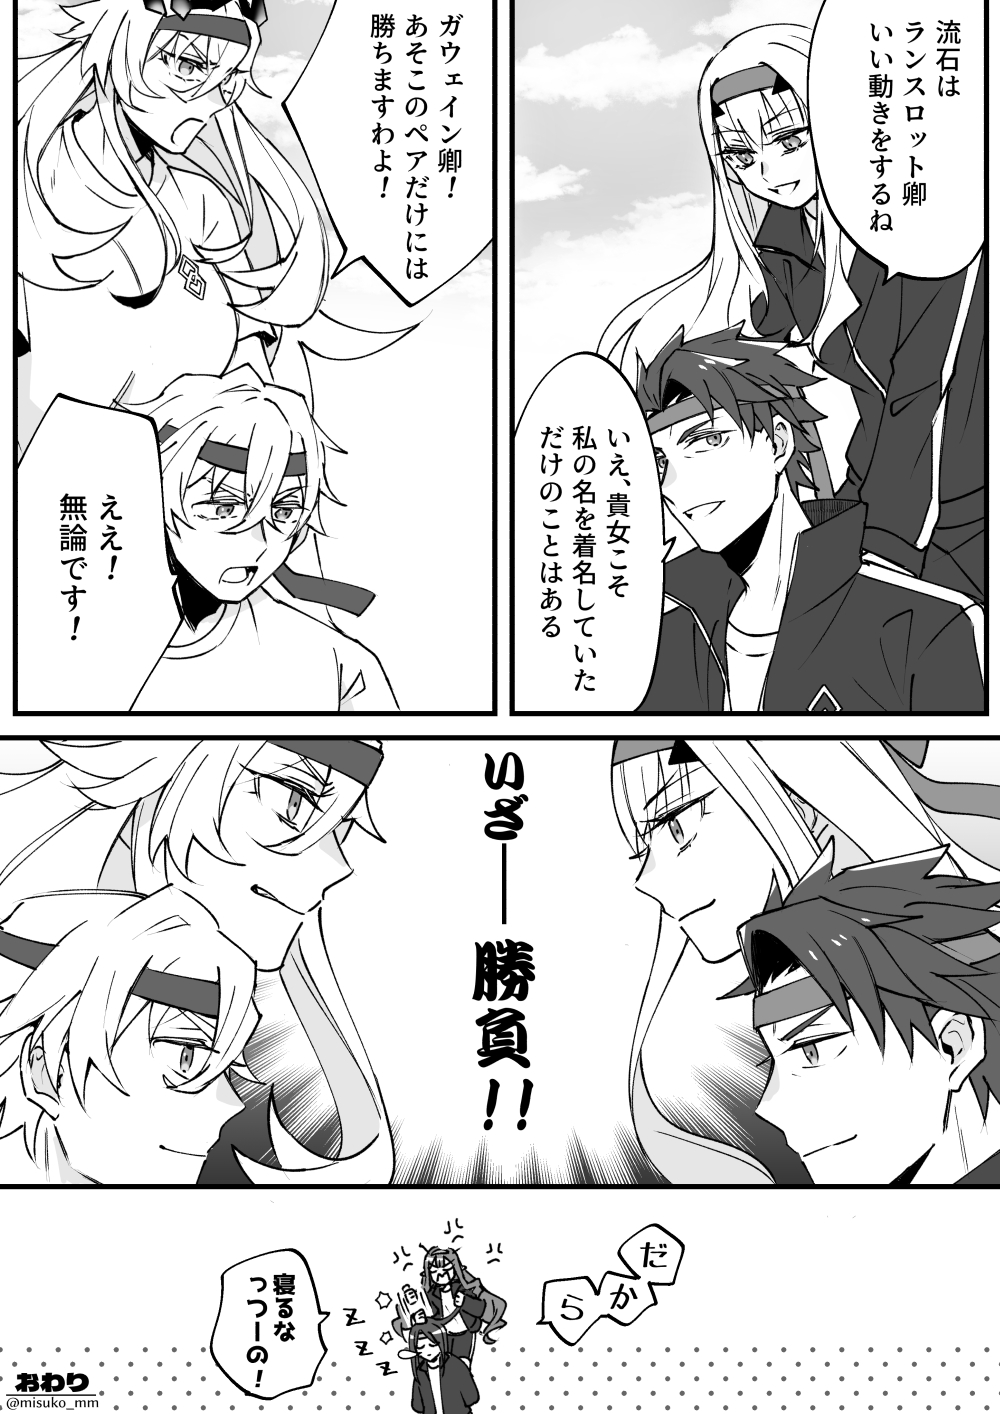 流石は
ランスロット卿
いい動きをするね
いえ、貴女こそ
私の名を着名していた
だけのことはある
ガウェイン卿！
あそこのペアだけには
勝ちますわよ！
ええ！
無論です！
いざ——勝負！！
だ
か
ら
寝るな
っつーの！
おわり
@misuko_mm